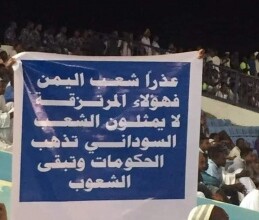 عذرا شعب اليمن
فهؤلاء المرتزقة
لا يمثلون الشعب
السوداني تذهب
الحكومات وتبقى
الشعوب